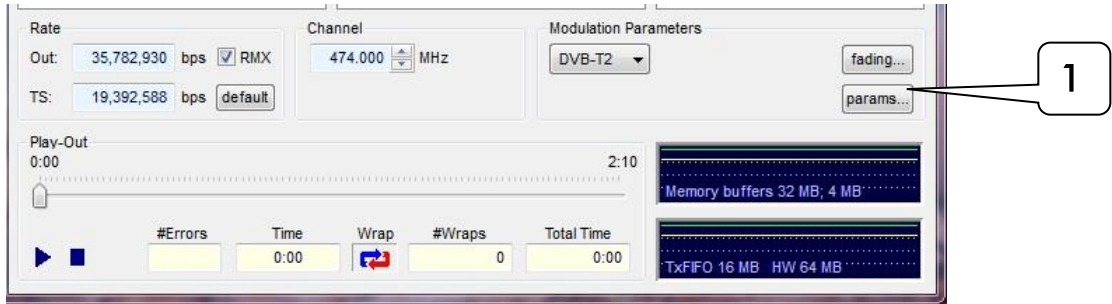 Rate
Out: 35,782,930 bps RMX
TS: 19,392,588 bps default
Channel
474.000 MHz
Modulation Parameters
DVB-T2 fading...
params...
1
Play-Out
0:00 2:10
#Errors Time Wrap #Wraps Total Time
0:00 0 0:00
Memory buffers 32 MB; 4 MB
TxFIFO 16 MB HW 64 MB